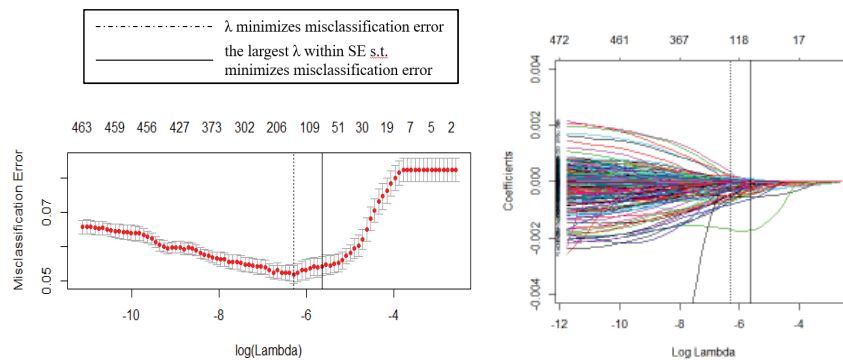 λ minimizes misclassification error
the largest λ within SE s.t.
minimizes misclassification error
463 459 456 427 373 302 206 109 51 30 19 7 5 2
Misclassification Error
0.07
0.05
-10 -8 -6 -4
log(Lambda)
472 461 367 118 17
Coefficients
0.004
0.002
0.000
-0.002
-0.004
-12 -10 -8 -6 -4
Log Lambda